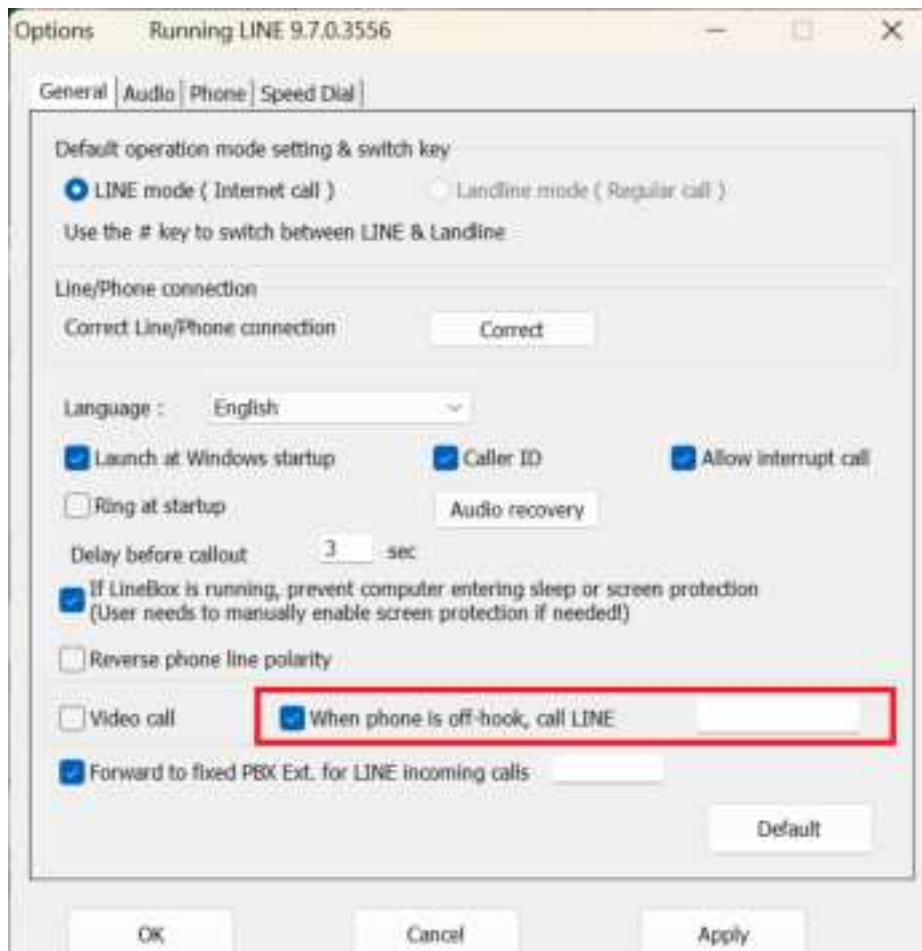 Options Running LINE 9.7.0.3556
General Audio Phone Speed Dial
Default operation mode setting & switch key
LINE mode ( Internet call ) Landline mode ( Regular call )
Use the # key to switch between LINE & Landline
Line/Phone connection
Correct Line/Phone connection Correct
Language : English
Launch at Windows startup Caller ID Allow interrupt call
Ring at startup Audio recovery
Delay before callout 3 sec
If LineBox is running, prevent computer entering sleep or screen protection
(User needs to manually enable screen protection if needed!)
Reverse phone line polarity
Video call When phone is off-hook, call LINE
Forward to fixed PBX Ext. for LINE incoming calls
Default
OK Cancel Apply